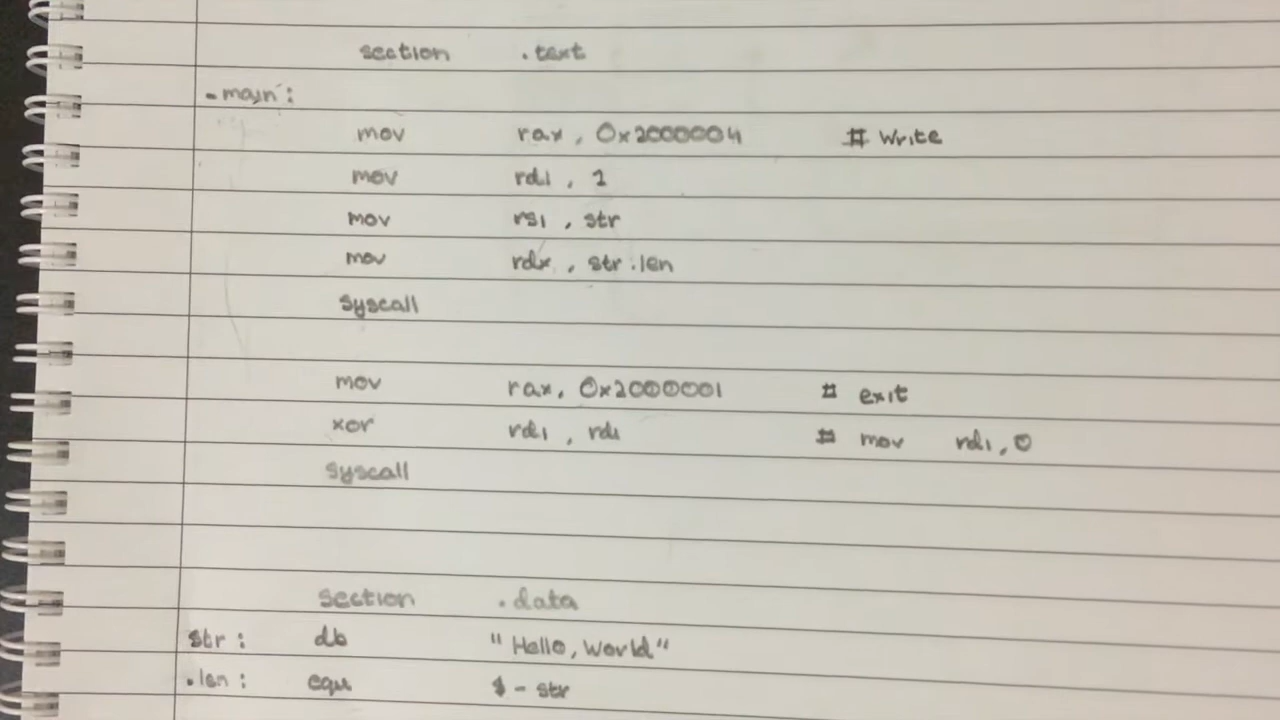 section .text
_main:
mov rax, 0x2000004 # write
mov rdi, 1
mov rsi, str
mov rdx, str.len
syscall
mov rax, 0x2000001 # exit
xor rdi, rdi # mov rdi, 0
syscall
section .data
str: db "Hello, World"
.len: equ $ - str